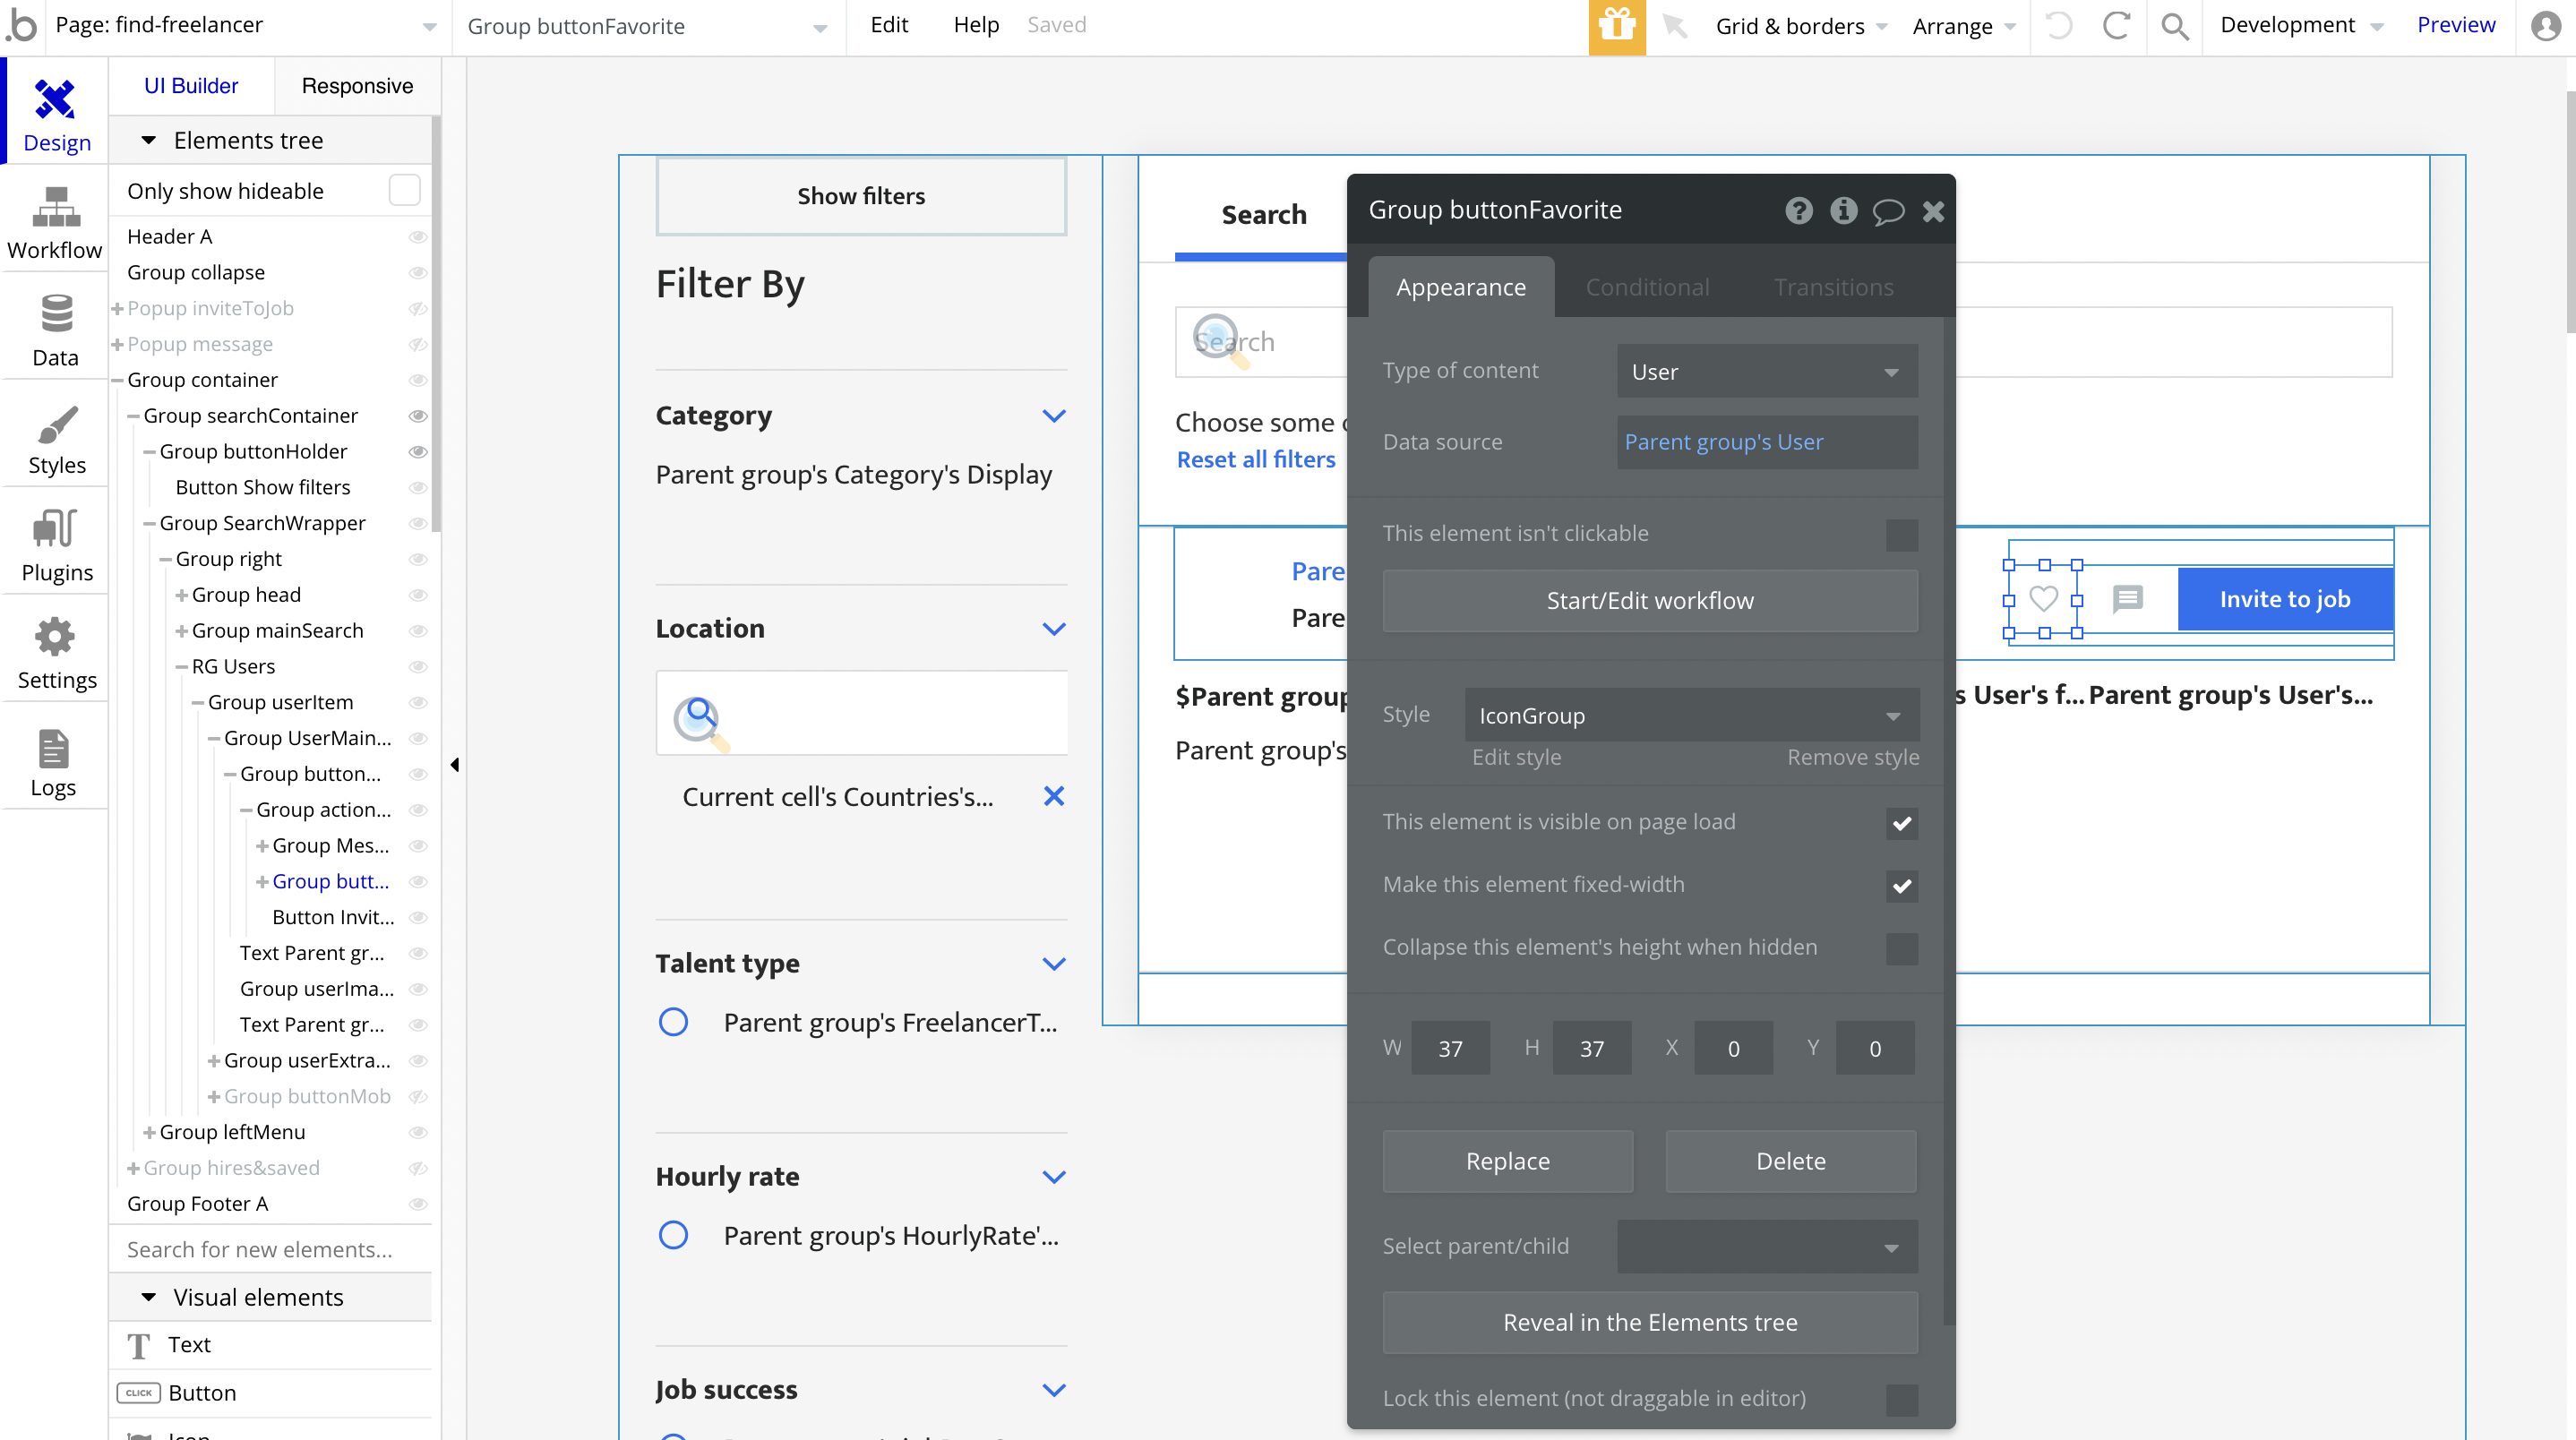 .b
Page: find-freelancer
Group buttonFavorite
Edit
Help
Saved
Grid & borders
Arrange
Development
Preview
Design
Workflow
Data
Styles
Plugins
Settings
Logs
UI Builder
Responsive
Elements tree
Only show hideable
Header A
Group collapse
Popup inviteToJob
Popup message
Group container
Group searchContainer
Group buttonHolder
Button Show filters
Group SearchWrapper
Group right
Group head
Group mainSearch
RG Users
Group userItem
Group UserMain...
Group button...
Group action...
Group Mes...
Group butt...
Button Invit...
Text Parent gr...
Group userIma...
Text Parent gr...
Group userExtra...
Group buttonMob
Group leftMenu
Group hires&saved
Group Footer A
Search for new elements...
Visual elements
Text
CLICK Button
Icon
Show filters
Filter By
Category
Parent group's Category's Display
Location
Current cell's Countries's...
Talent type
Parent group's FreelancerT...
Hourly rate
Parent group's HourlyRate'...
Job success
Search
Search
Choose some
Reset all filters
Pare
Pare
Invite to job
$Parent group
s User's f...
Parent group's User's...
Parent group's
Group buttonFavorite
Appearance
Conditional
Transitions
Type of content
User
Data source
Parent group's User
This element isn't clickable
Start/Edit workflow
Style
IconGroup
Edit style
Remove style
This element is visible on page load
Make this element fixed-width
Collapse this element's height when hidden
W 37 H 37 X 0 Y 0
Replace
Delete
Select parent/child
Reveal in the Elements tree
Lock this element (not draggable in editor)